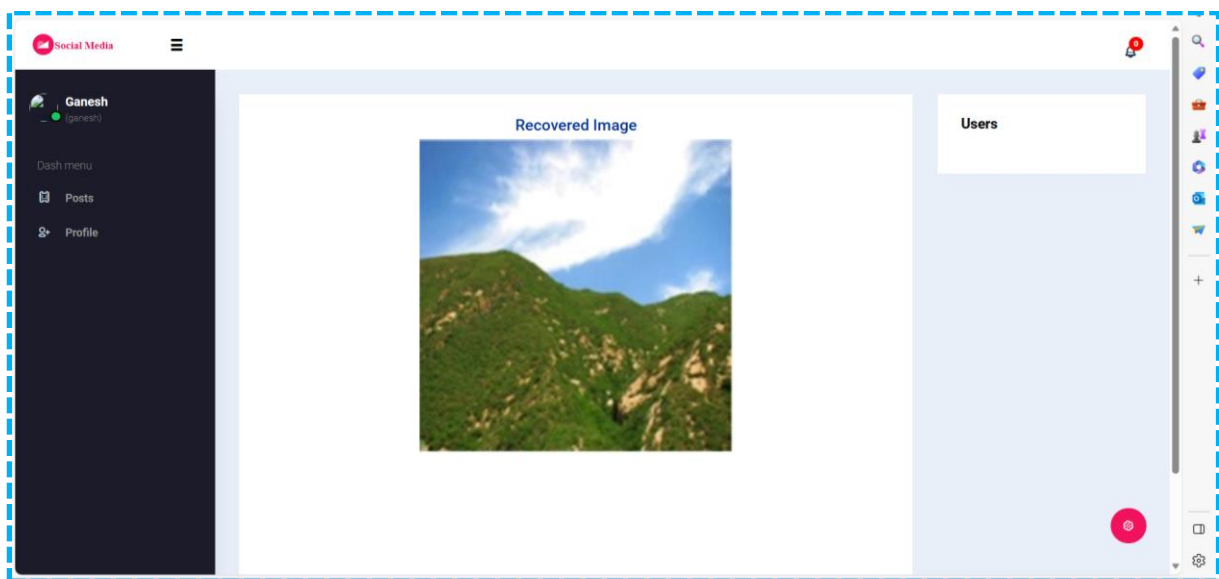 Social Media
0
Ganesh
(ganesh)
Dash menu
Posts
Profile
Recovered Image
Users